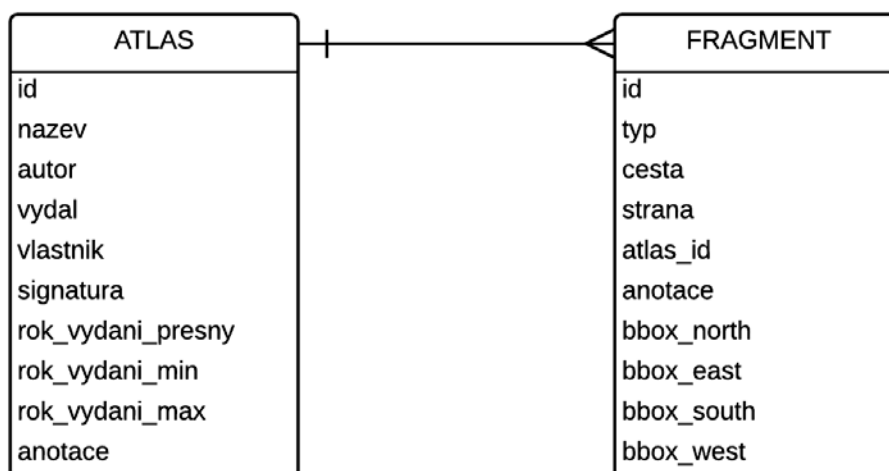 ATLAS
id
nazev
autor
vydal
vlastnik
signatura
rok_vydani_presny
rok_vydani_min
rok_vydani_max
anotace
FRAGMENT
id
typ
cesta
strana
atlas_id
anotace
bbox_north
bbox_east
bbox_south
bbox_west